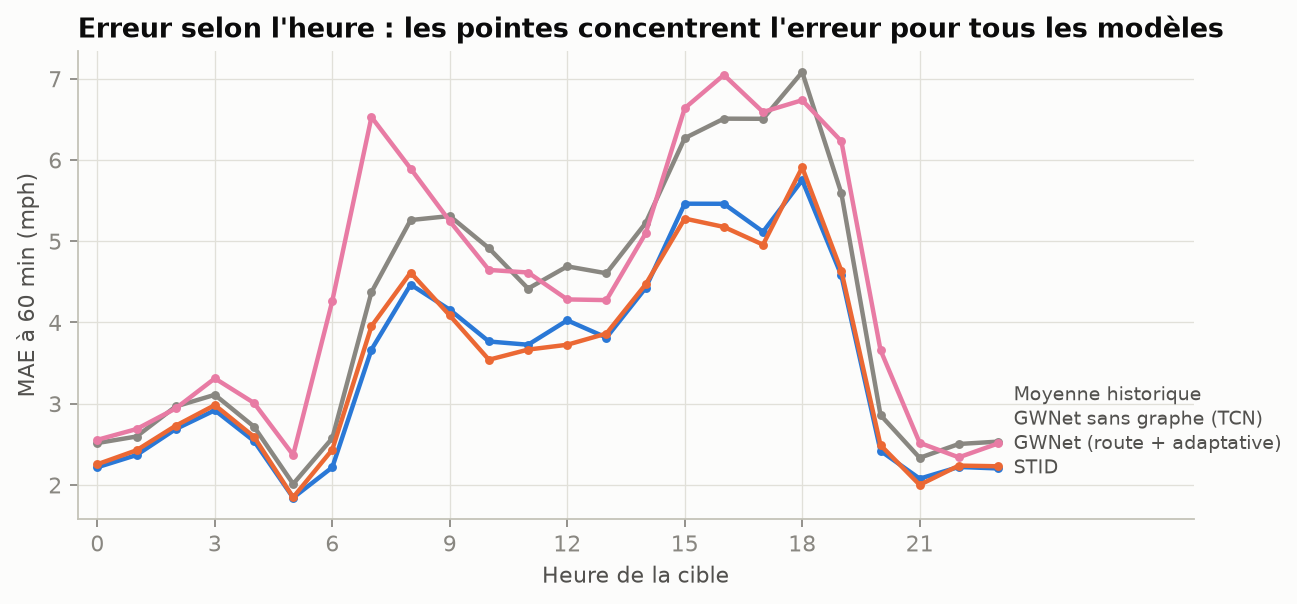 Erreur selon l'heure : les pointes concentrent l'erreur pour tous les modèles
MAE à 60 min (mph)
7
6
5
4
3
2
Moyenne historique
GWNet sans graphe (TCN)
GWNet (route + adaptative)
STID
0 3 6 9 12 15 18 21
Heure de la cible